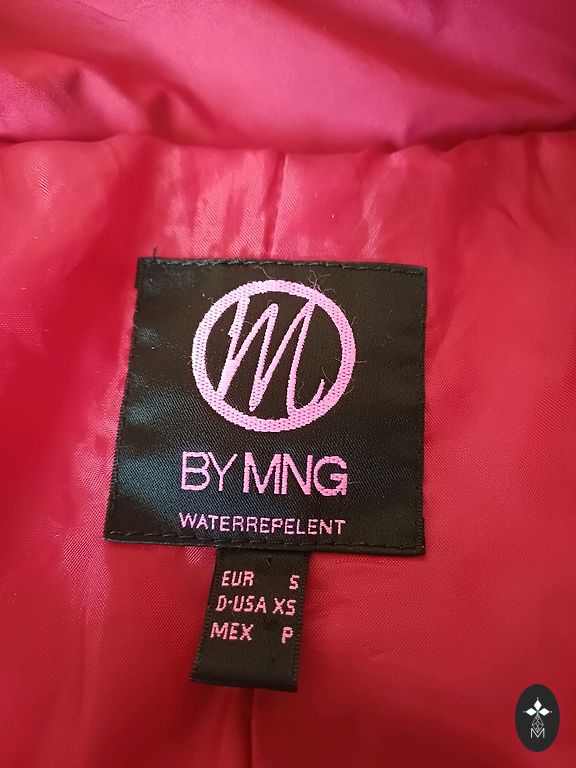 M
BY MNG
WATERREPELENT
EUR S
D-USA XS
MEX P
M